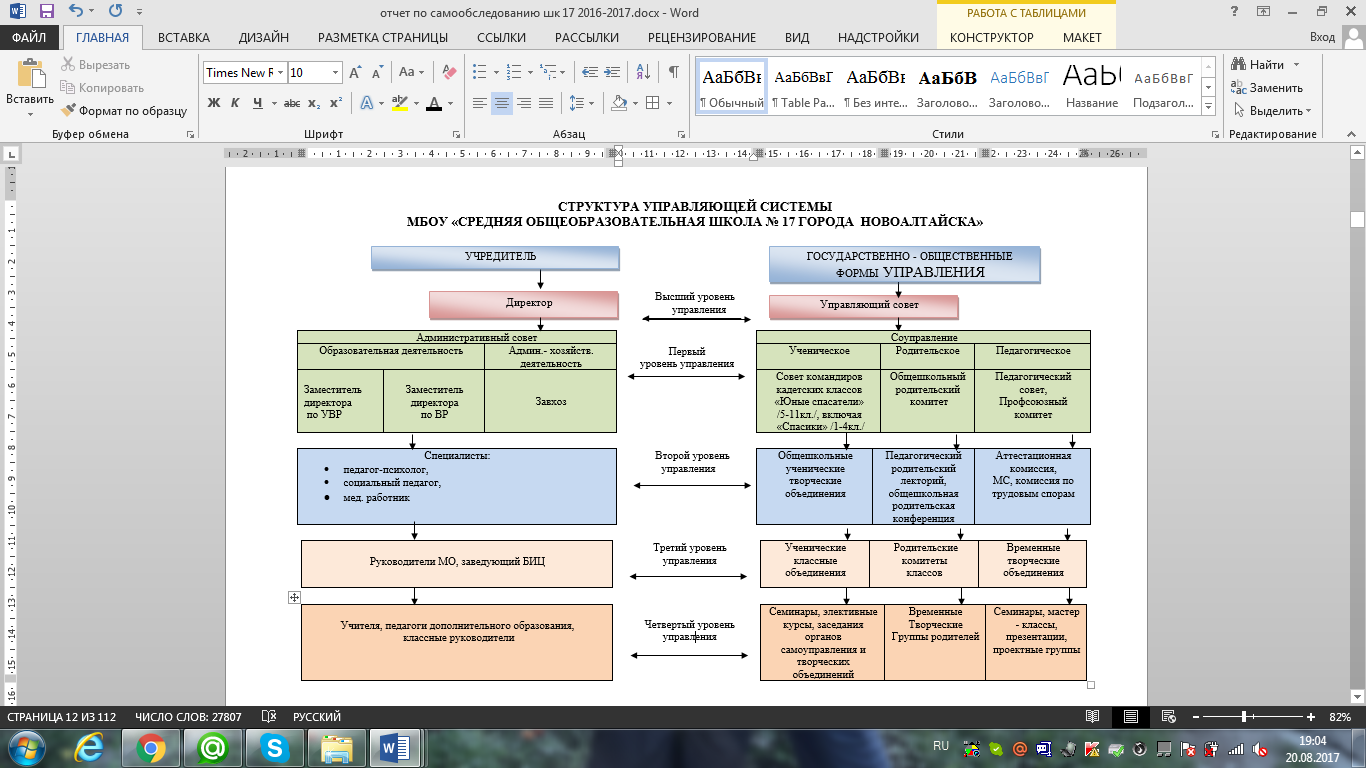 отчет по самообследованию шк 17 2016-2017.docx - Word
РАБОТА С ТАБЛИЦАМИ
ФАЙЛ ГЛАВНАЯ ВСТАВКА ДИЗАЙН РАЗМЕТКА СТРАНИЦЫ ССЫЛКИ РАССЫЛКИ РЕЦЕНЗИРОВАНИЕ ВИД НАДСТРОЙКИ КОНСТРУКТОР МАКЕТ Вход
Вставить
Вырезать
Копировать
Формат по образцу
Буфер обмена
Times New R 10
Ж К Ч abc x₂ x²
Шрифт
Абзац
АаБбВı АаБбВвГ АаБбВı АаБбВ АаБбВвГ АаБı АаБбВвГ
¶ Обычный ¶ Table Pa... ¶ Без инте... Заголово... Заголово... Название Подзагол...
Стили
Найти
Заменить
Выделить
Редактирование
СТРУКТУРА УПРАВЛЯЮЩЕЙ СИСТЕМЫ
МБОУ «СРЕДНЯЯ ОБЩЕОБРАЗОВАТЕЛЬНАЯ ШКОЛА № 17 ГОРОДА НОВОАЛТАЙСКА»
УЧРЕДИТЕЛЬ
ГОСУДАРСТВЕННО - ОБЩЕСТВЕННЫЕ
ФОРМЫ УПРАВЛЕНИЯ
Директор
Высший уровень
управления
Управляющий совет
Административный совет
Образовательная деятельность
Админ.- хозяйств.
деятельность
Заместитель
директора
по УВР
Заместитель
директора
по ВР
Завхоз
Первый
уровень управления
Соуправление
Ученическое
Родительское
Педагогическое
Совет командиров
кадетских классов
«Юные спасатели»
/5-11кл./, включая
«Спасики» /1-4кл./
Общешкольный
родительский
комитет
Педагогический
совет,
Профсоюзный
комитет
Специалисты:
• педагог-психолог,
• социальный педагог,
• мед. работник
Второй уровень
управления
Общешкольные
ученические
творческие
объединения
Педагогический
родительский
лекторий,
общешкольная
родительская
конференция
Аттестационная
комиссия,
МС, комиссия по
трудовым спорам
Руководители МО, заведующий БИЦ
Третий уровень
управления
Ученические
классные
объединения
Родительские
комитеты
классов
Временные
творческие
объединения
Учителя, педагоги дополнительного образования,
классные руководители
Четвертый уровень
управления
Семинары, элективные
курсы, заседания
органов
самоуправления и
творческих
объединений
Временные
Творческие
Группы родителей
Семинары, мастер
- классы,
презентации,
проектные группы
СТРАНИЦА 12 ИЗ 112 ЧИСЛО СЛОВ: 27807 РУССКИЙ 82%
RU
19:04
20.08.2017